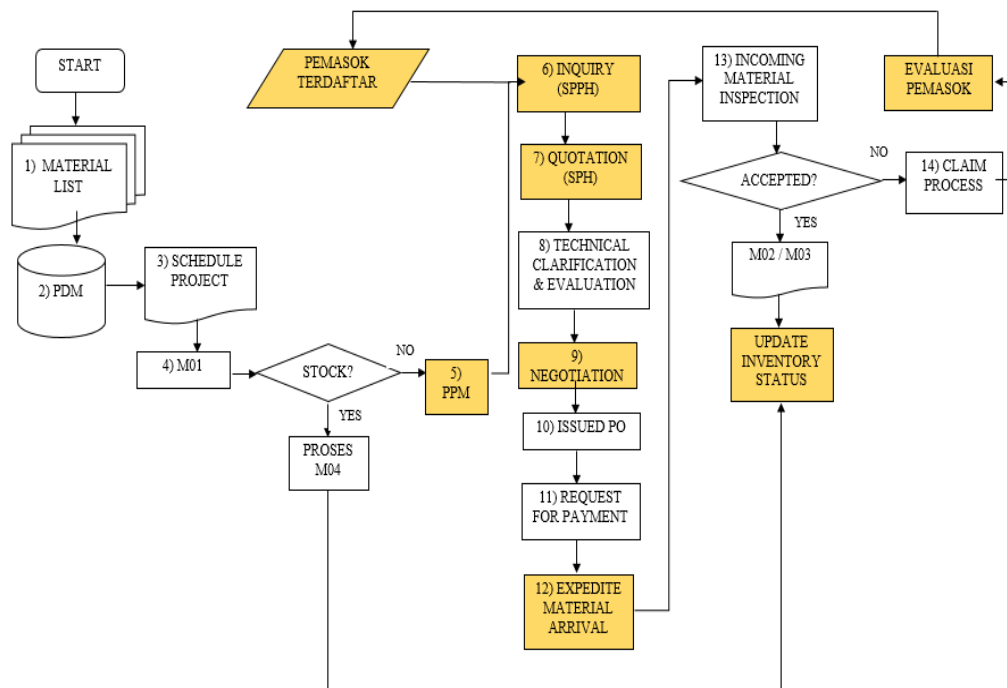 START
1) MATERIAL
LIST
2) PDM
3) SCHEDULE
PROJECT
4) M01
STOCK?
NO
YES
PROSES
M04
5)
PPM
PEMASOK
TERDAFTAR
6) INQUIRY
(SPPH)
7) QUOTATION
(SPH)
8) TECHNICAL
CLARIFICATION
& EVALUATION
9)
NEGOTIATION
10) ISSUED PO
11) REQUEST
FOR PAYMENT
12) EXPEDITE
MATERIAL
ARRIVAL
13) INCOMING
MATERIAL
INSPECTION
ACCEPTED?
NO
YES
14) CLAIM
PROCESS
EVALUASI
PEMASOK
M02 / M03
UPDATE
INVENTORY
STATUS